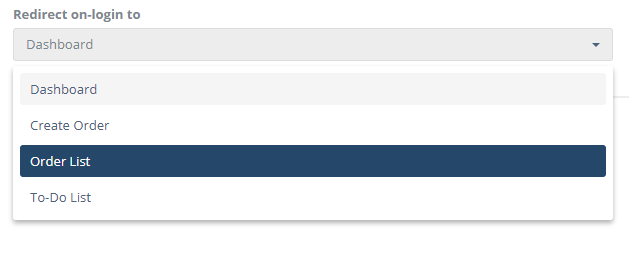 Redirect on-login to
Dashboard
Dashboard
Create Order
Order List
To-Do List